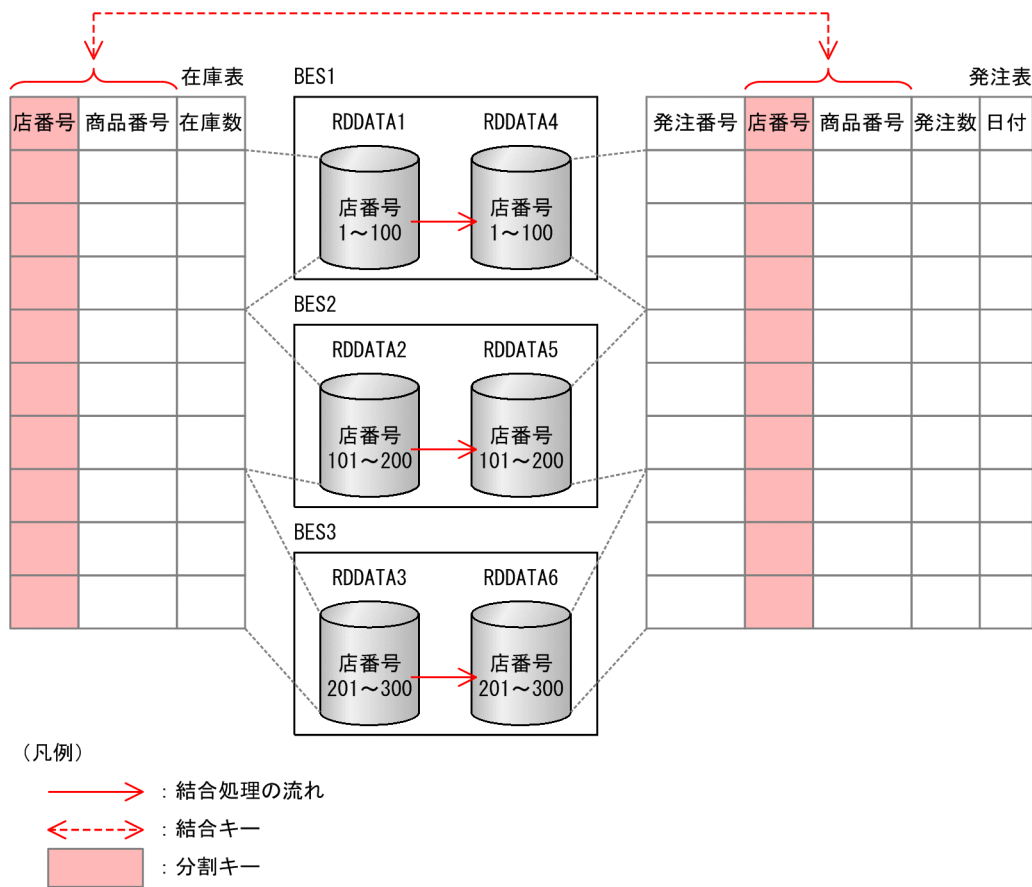 在庫表
店番号 商品番号 在庫数
BES1
RDDATA1 RDDATA4
店番号
1～100
店番号
1～100
BES2
RDDATA2 RDDATA5
店番号
101～200
店番号
101～200
BES3
RDDATA3 RDDATA6
店番号
201～300
店番号
201～300
発注表
発注番号 店番号 商品番号 発注数 日付
（凡例）
：結合処理の流れ
：結合キー
：分割キー